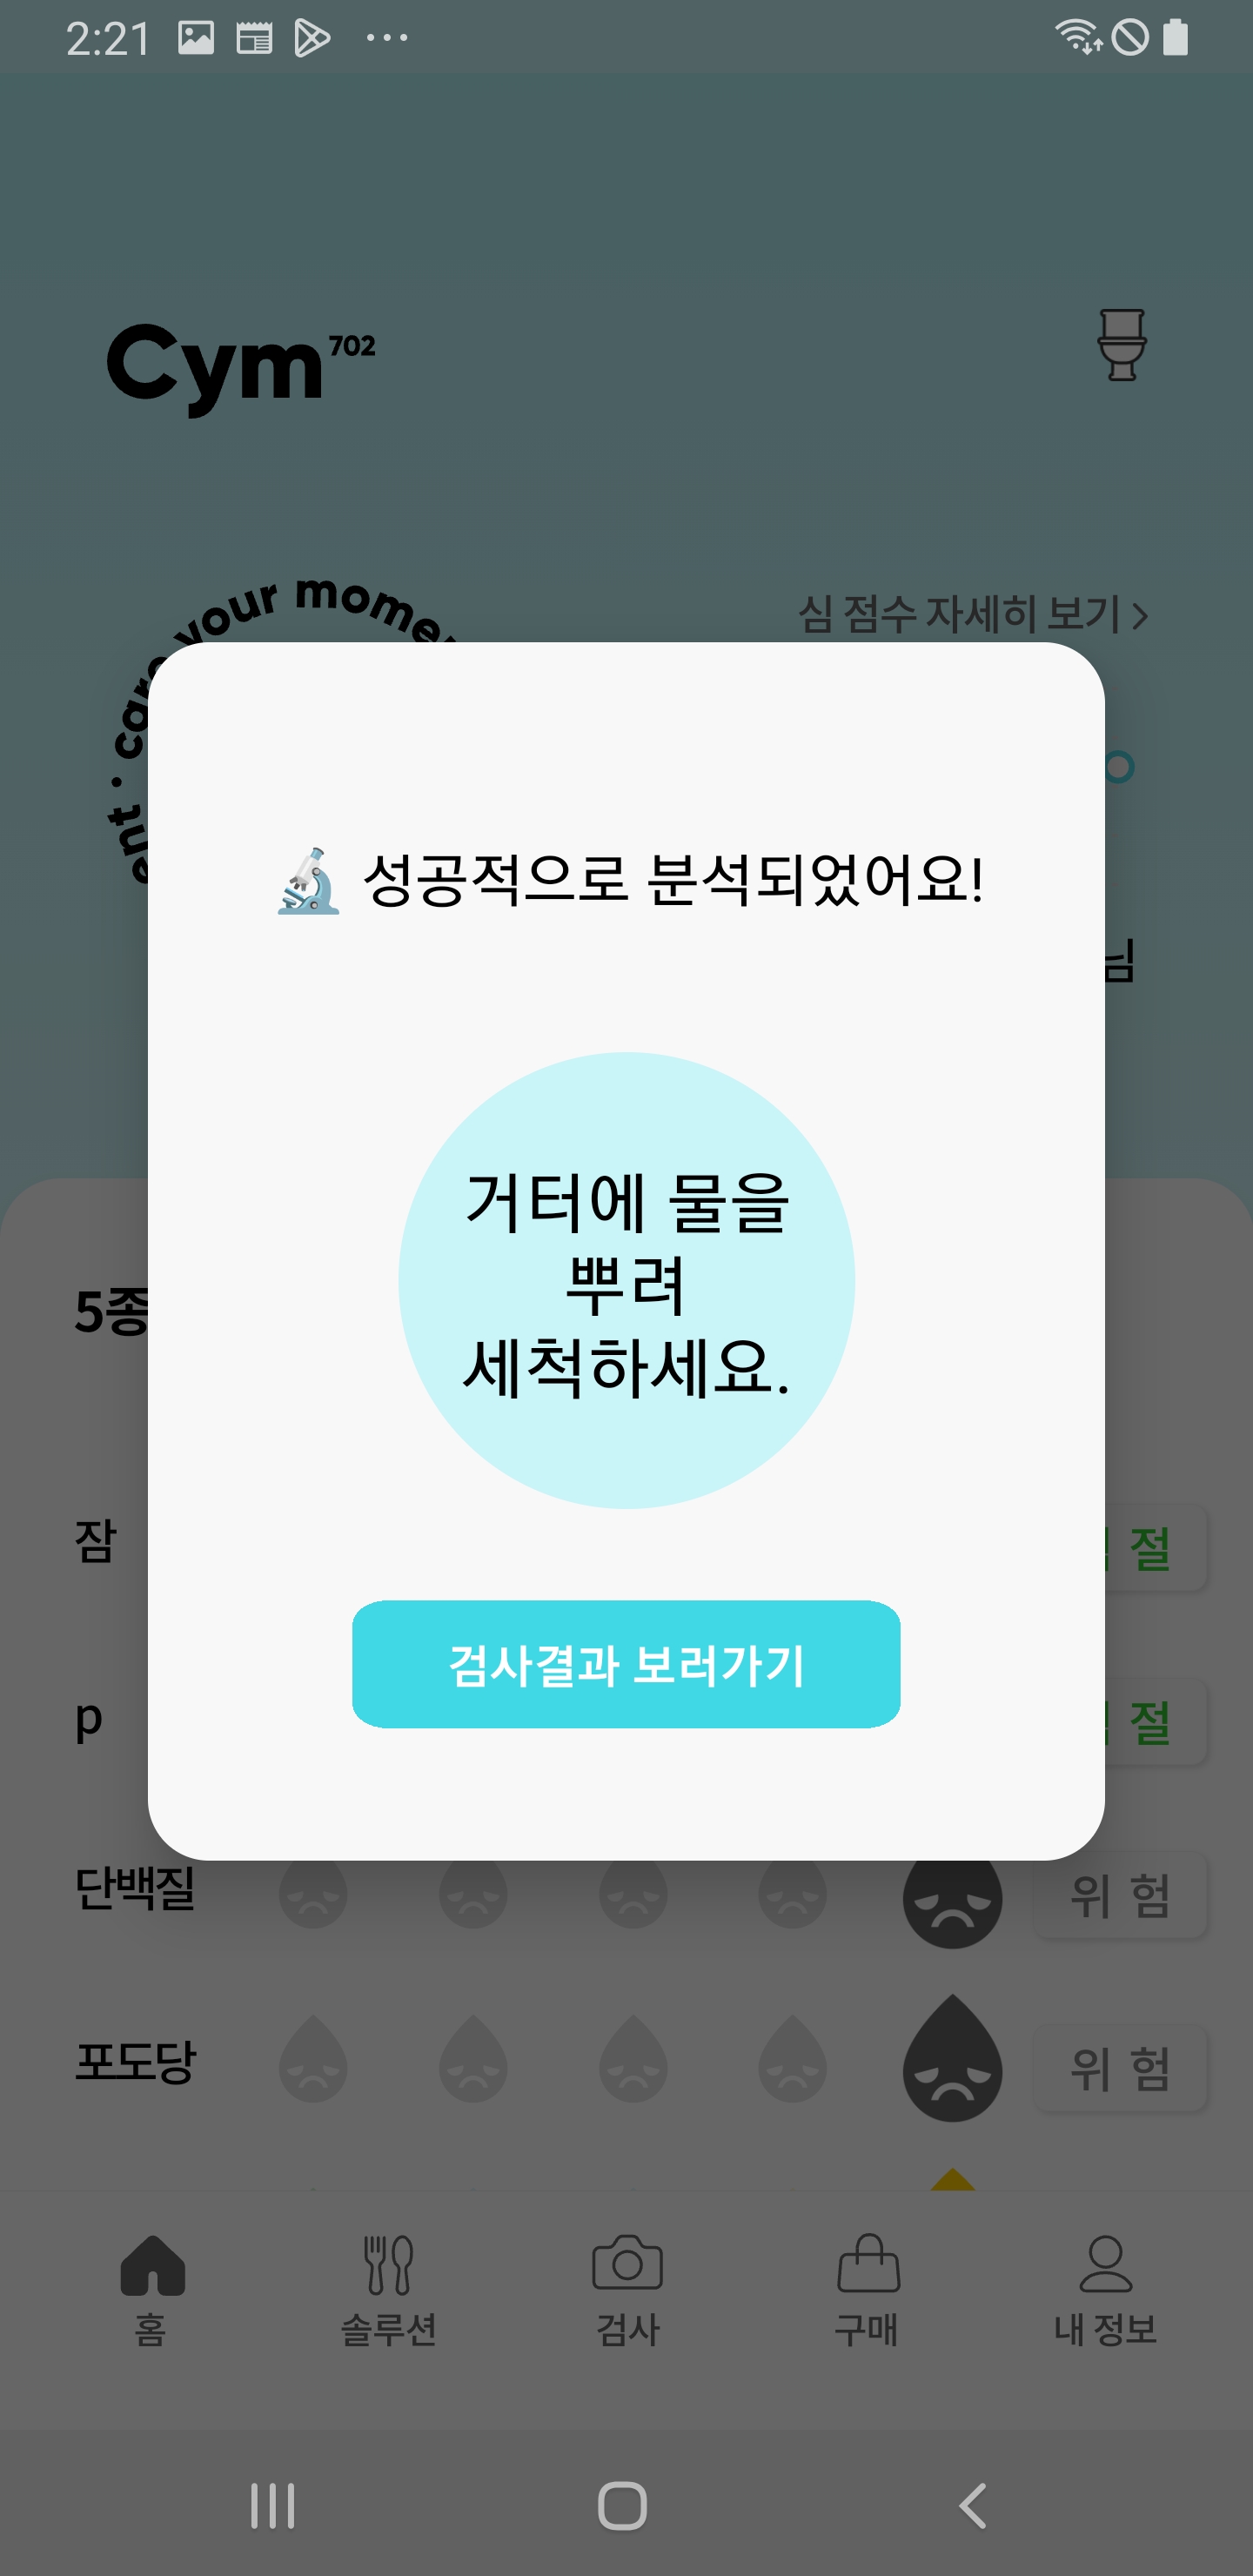 2:21
Cym 702
care your mome
심 점수 자세히 보기
님
🔬 성공적으로 분석되었어요!
거터에 물을
뿌려
세척하세요.
검사결과 보러가기
5종
잠
절
p
절
단백질
위 험
포도당
위 험
홈
솔루션
검사
구매
내 정보